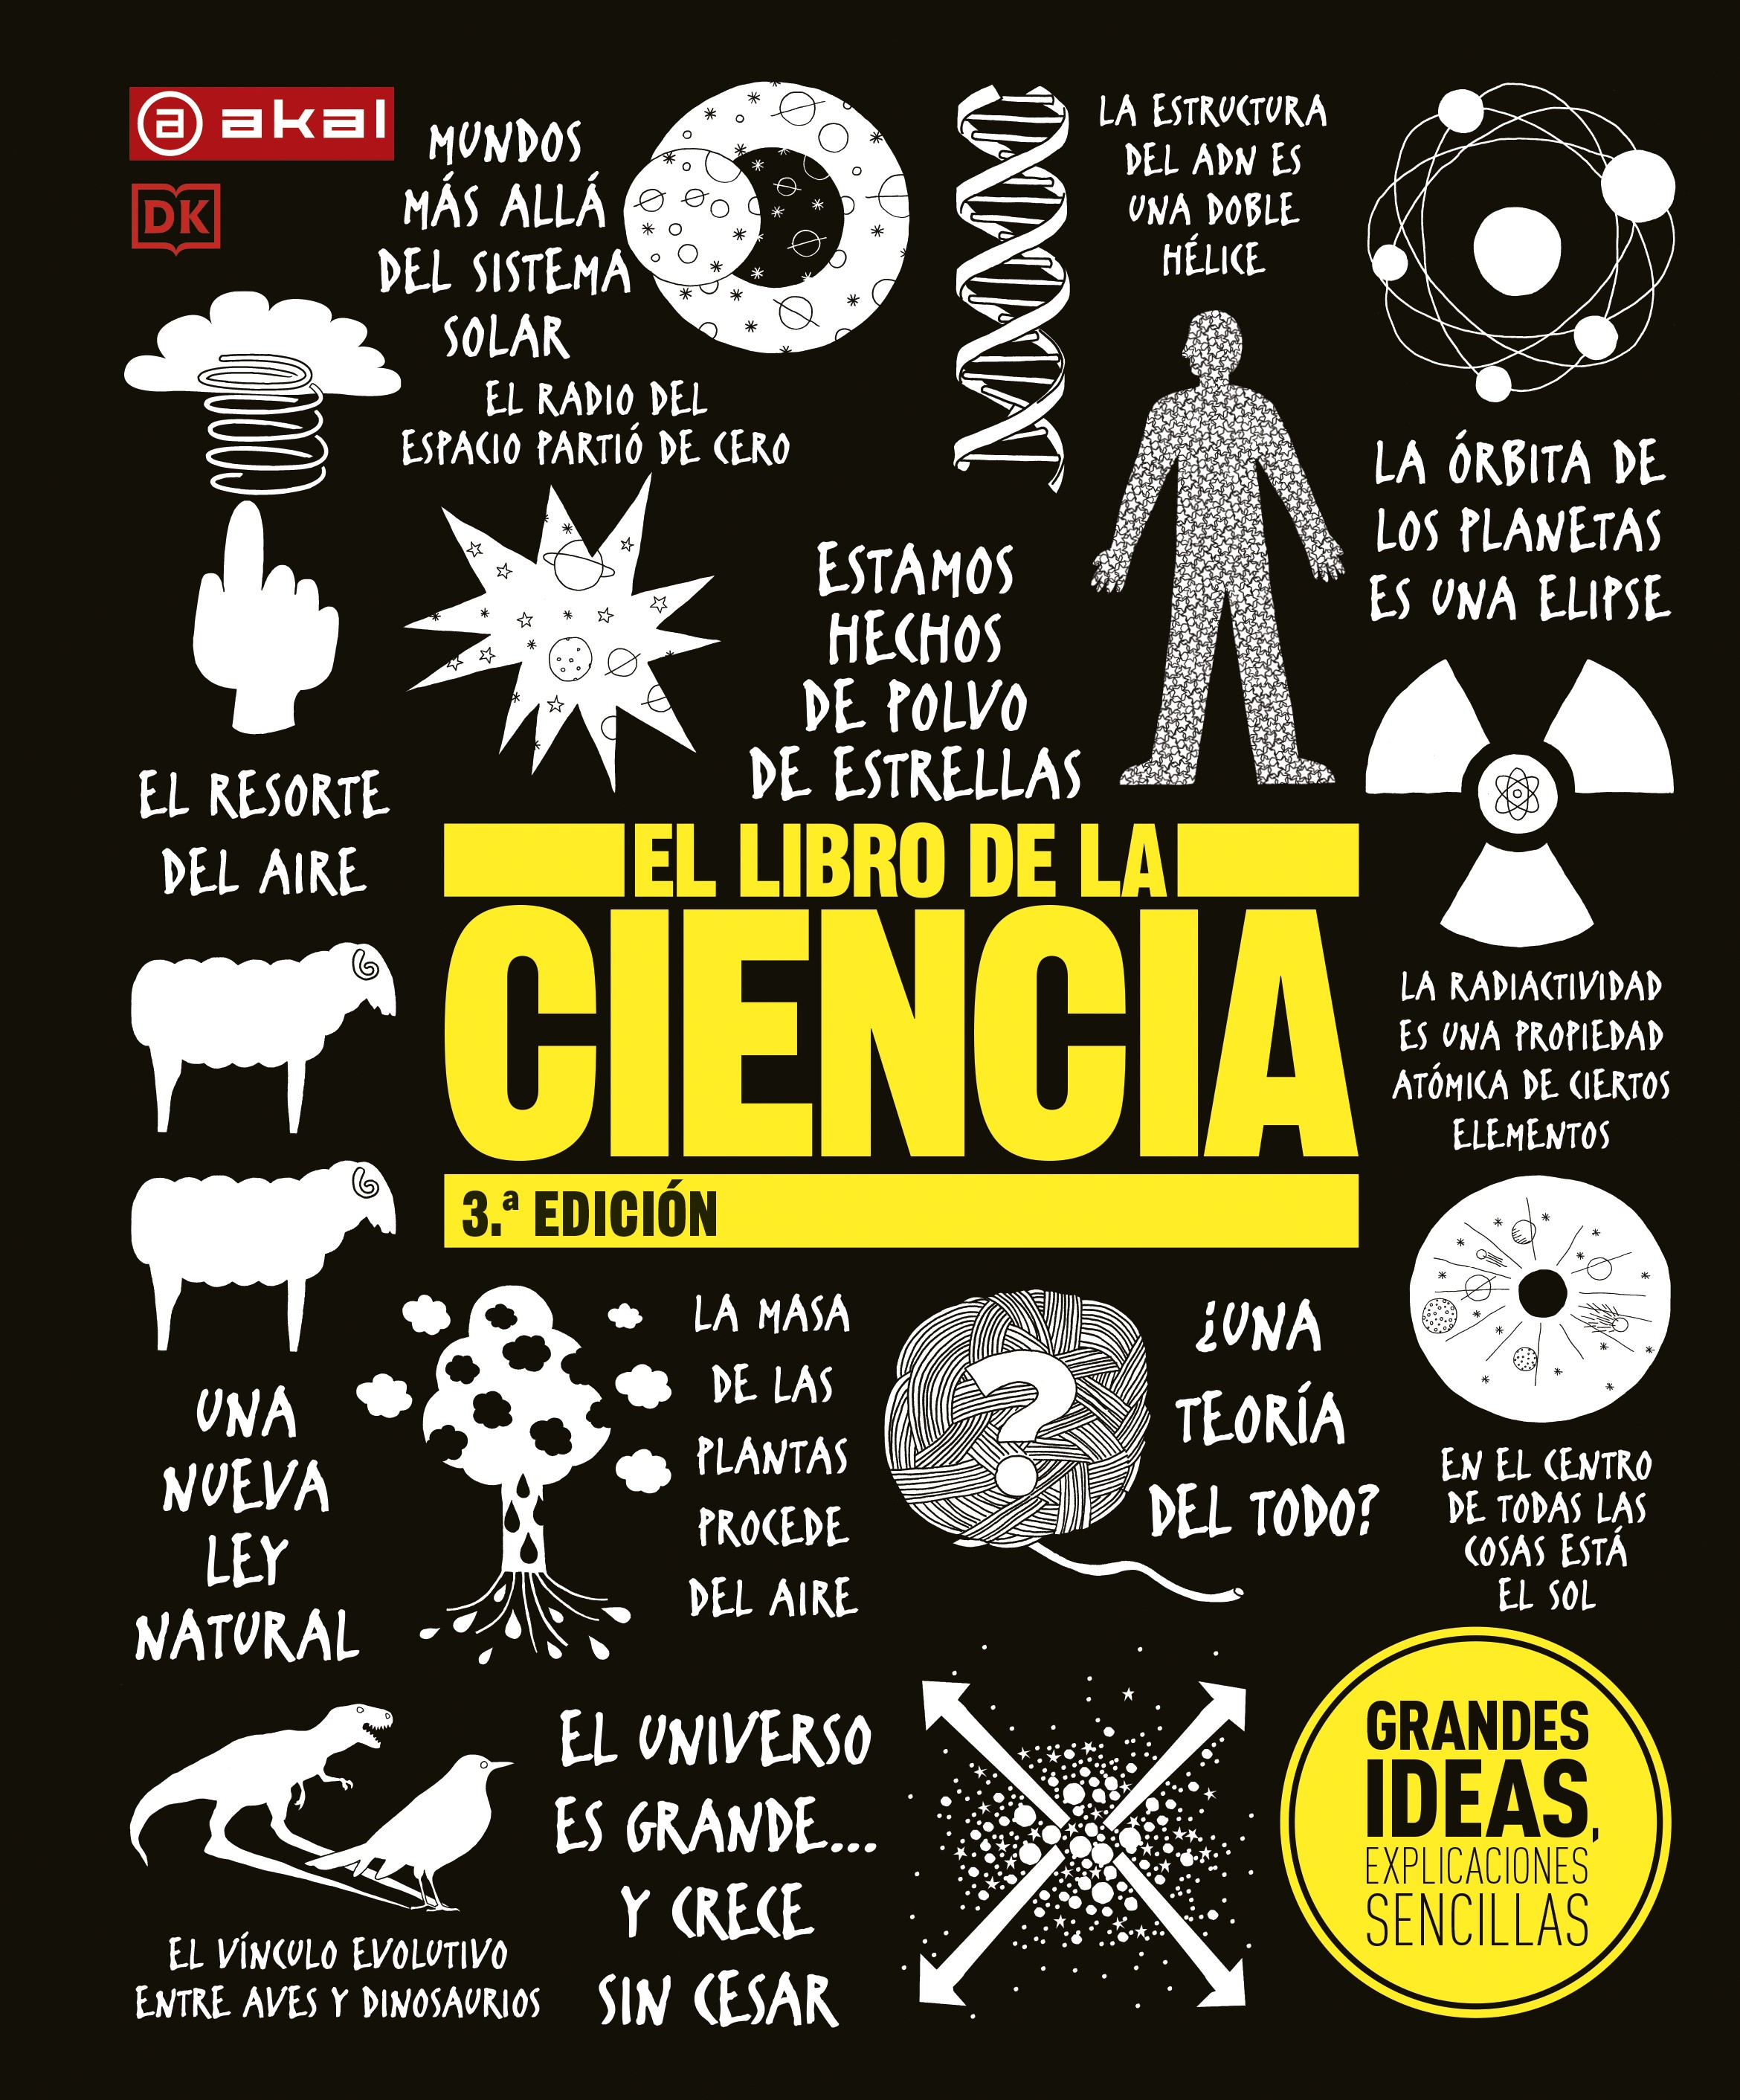 akal
DK
MUNDOS
MÁS ALLÁ
DEL SISTEMA
SOLAR
LA ESTRUCTURA
DEL ADN ES
UNA DOBLE
HÉLICE
EL RADIO DEL
ESPACIO PARTIÓ DE CERO
LA ÓRBITA DE
LOS PLANETAS
ES UNA ELIPSE
ESTAMOS
HECHOS
DE POLVO
DE ESTRELLAS
EL RESORTE
DEL AIRE
EL LIBRO DE LA
CIENCIA
3.ª EDICIÓN
LA RADIACTIVIDAD
ES UNA PROPIEDAD
ATÓMICA DE CIERTOS
ELEMENTOS
UNA
NUEVA
LEY
NATURAL
LA MASA
DE LAS
PLANTAS
PROCEDE
DEL AIRE
?
¿UNA
TEORÍA
DEL TODO?
EN EL CENTRO
DE TODAS LAS
COSAS ESTÁ
EL SOL
EL VÍNCULO EVOLUTIVO
ENTRE AVES Y DINOSAURIOS
EL UNIVERSO
ES GRANDE...
Y CRECE
SIN CESAR
GRANDES
IDEAS,
EXPLICACIONES
SENCILLAS